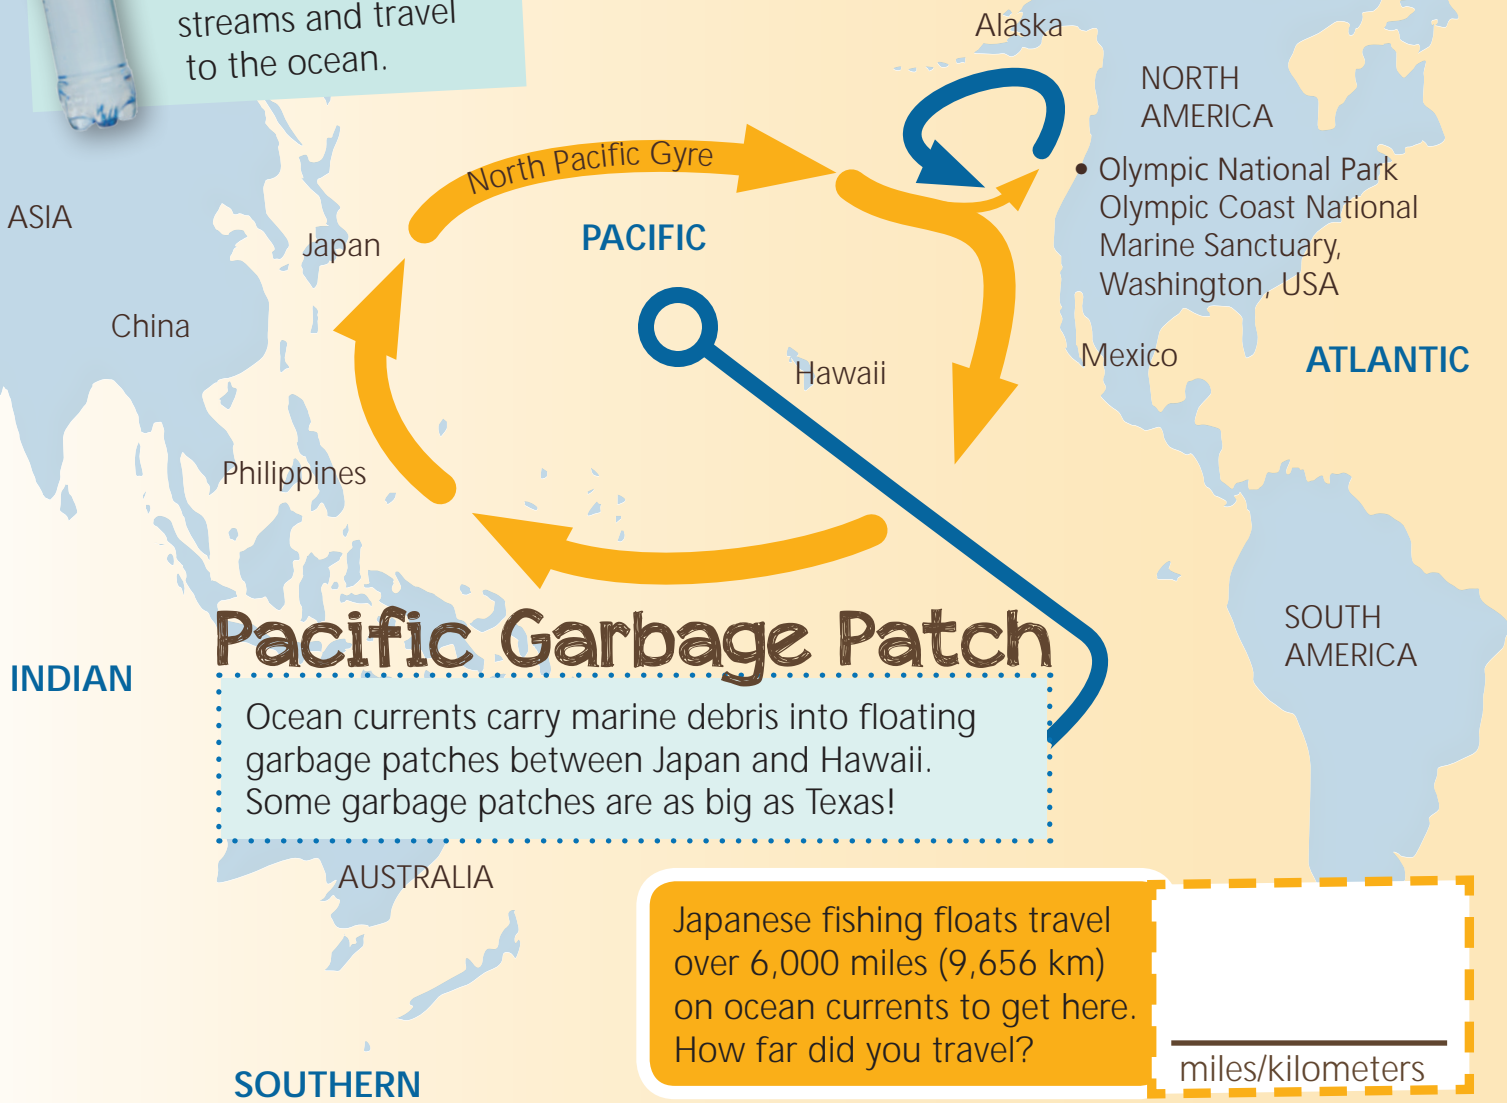 streams and travel
to the ocean.
Alaska
NORTH
AMERICA
North Pacific Gyre
• Olympic National Park
Olympic Coast National
Marine Sanctuary,
Washington, USA
ASIA
Japan
PACIFIC
China
Hawaii
Mexico
ATLANTIC
Philippines
SOUTH
AMERICA
INDIAN
Pacific Garbage Patch
Ocean currents carry marine debris into floating
garbage patches between Japan and Hawaii.
Some garbage patches are as big as Texas!
AUSTRALIA
Japanese fishing floats travel
over 6,000 miles (9,656 km)
on ocean currents to get here.
How far did you travel?
miles/kilometers
SOUTHERN